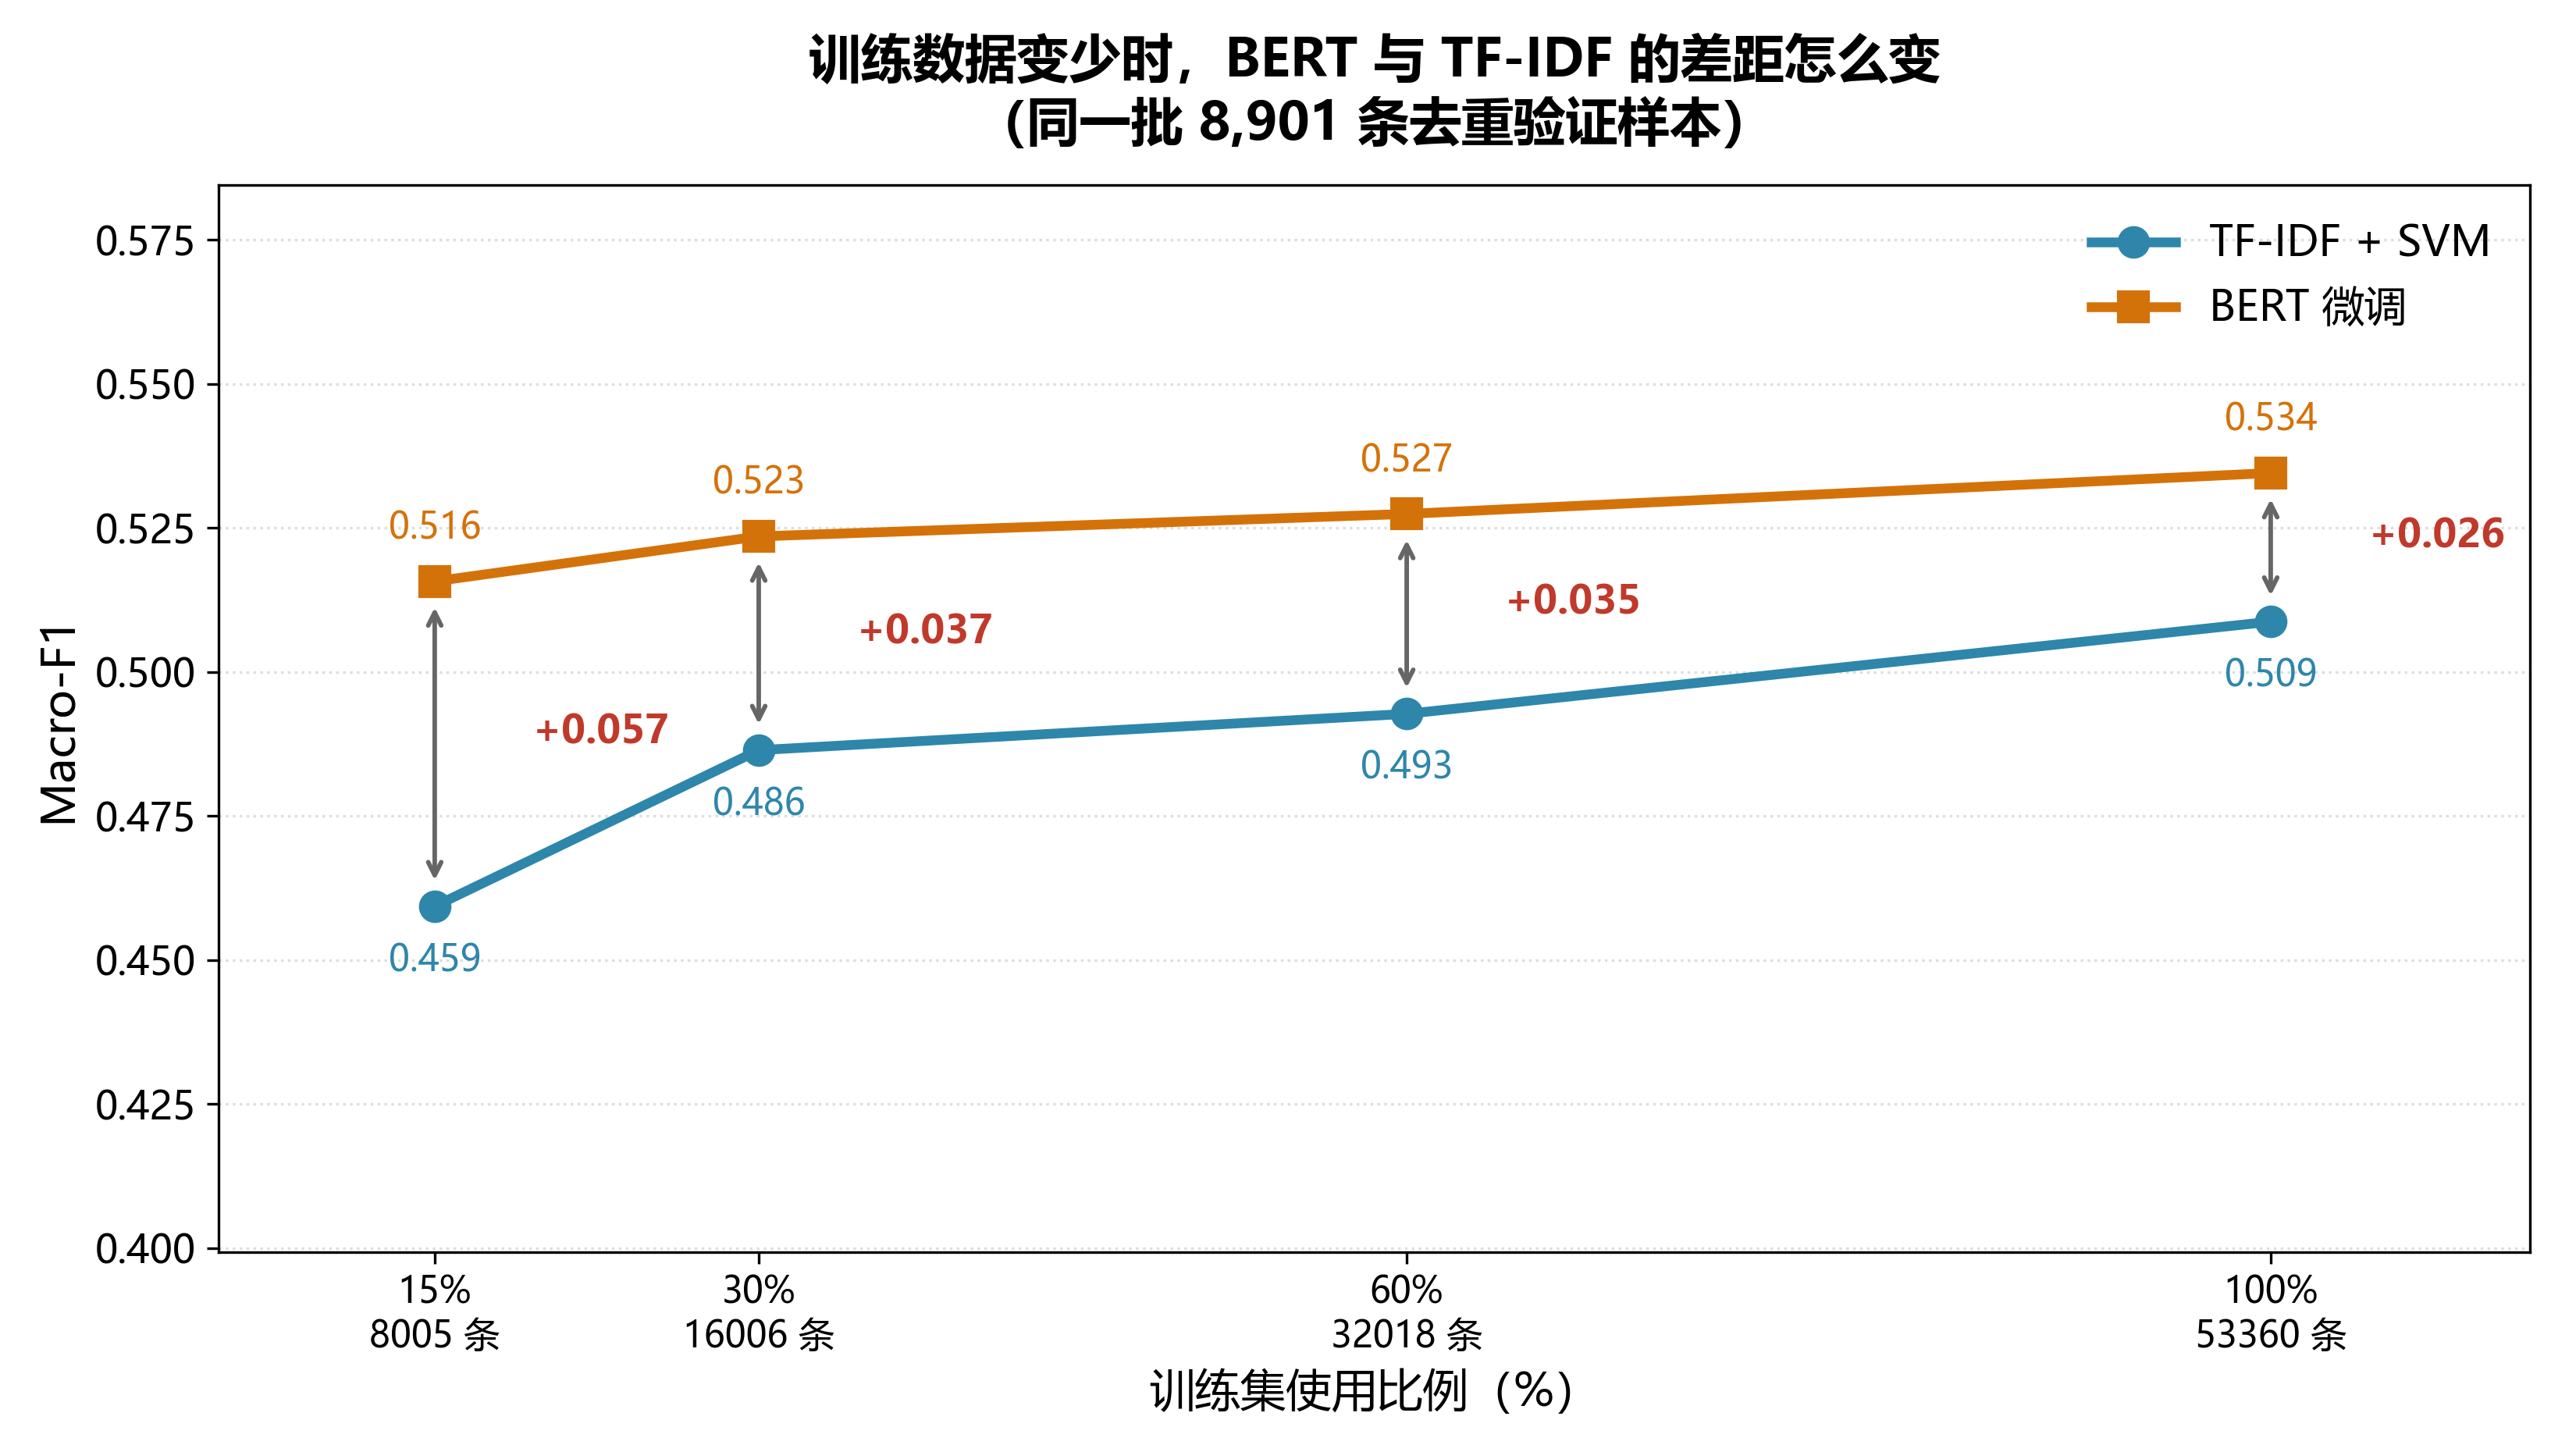 训练数据变少时，BERT 与 TF-IDF 的差距怎么变
（同一批 8,901 条去重验证样本）
TF-IDF + SVM
BERT 微调
Macro-F1
0.575
0.550
0.525
0.500
0.475
0.450
0.425
0.400
0.516
0.523
0.527
0.534
+0.057
+0.037
+0.035
+0.026
0.459
0.486
0.493
0.509
15%
8005 条
30%
16006 条
60%
32018 条
100%
53360 条
训练集使用比例（%）